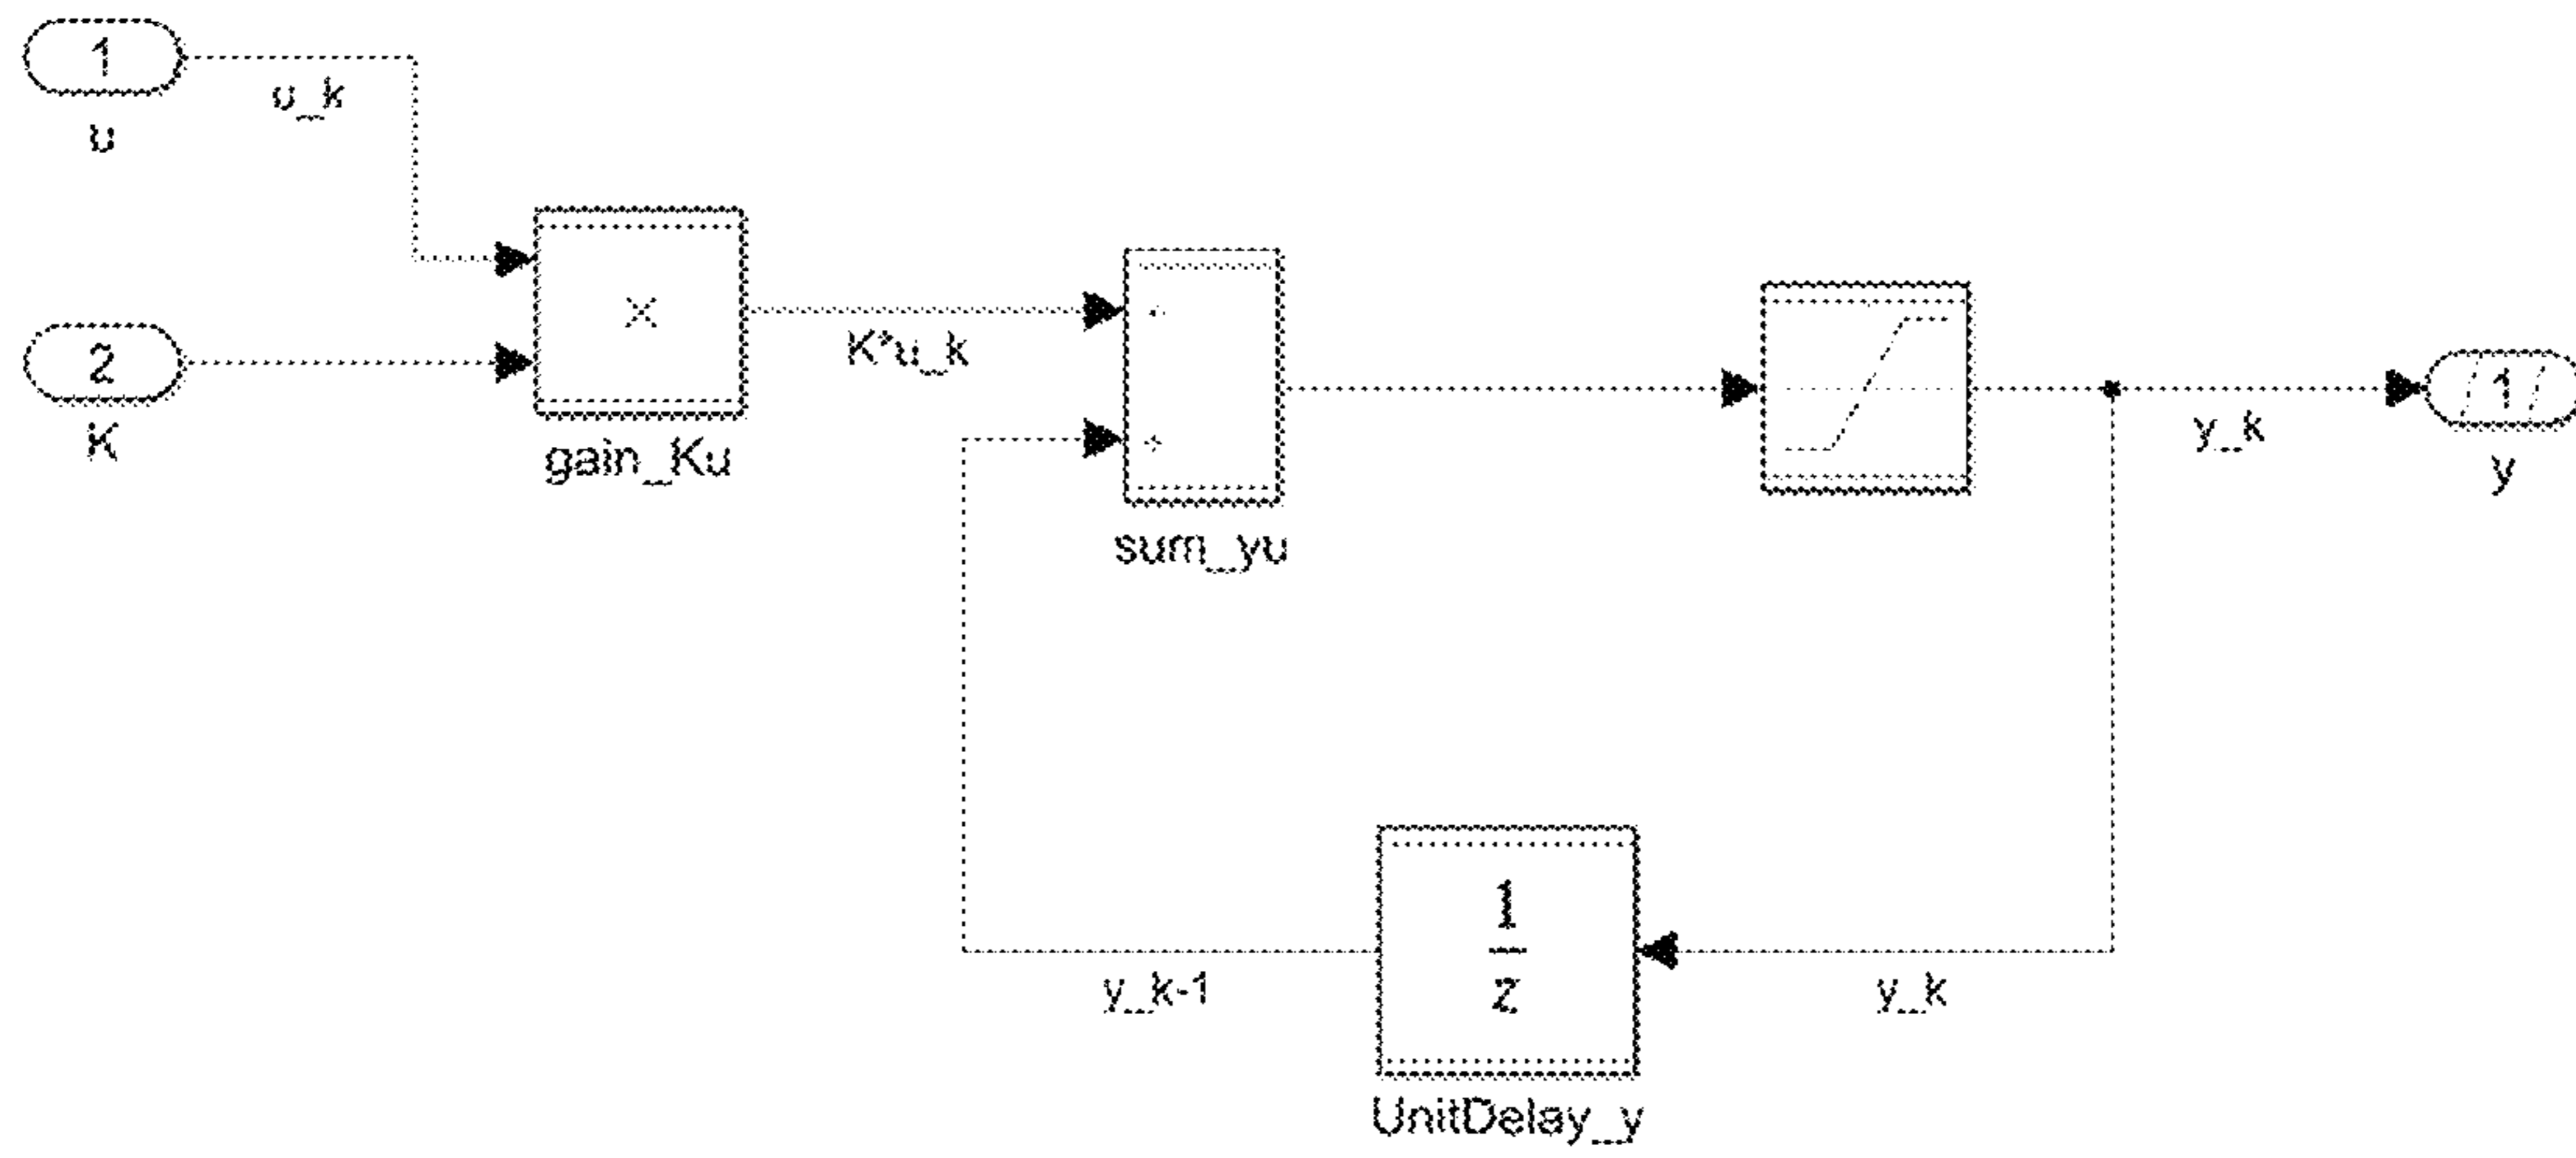 1
u_k
u
2
K
×
gain_Ku
K*u_k
+
+
sum_yu
y_k
1
y
1
z
UnitDelay_y
y_k-1
y_k